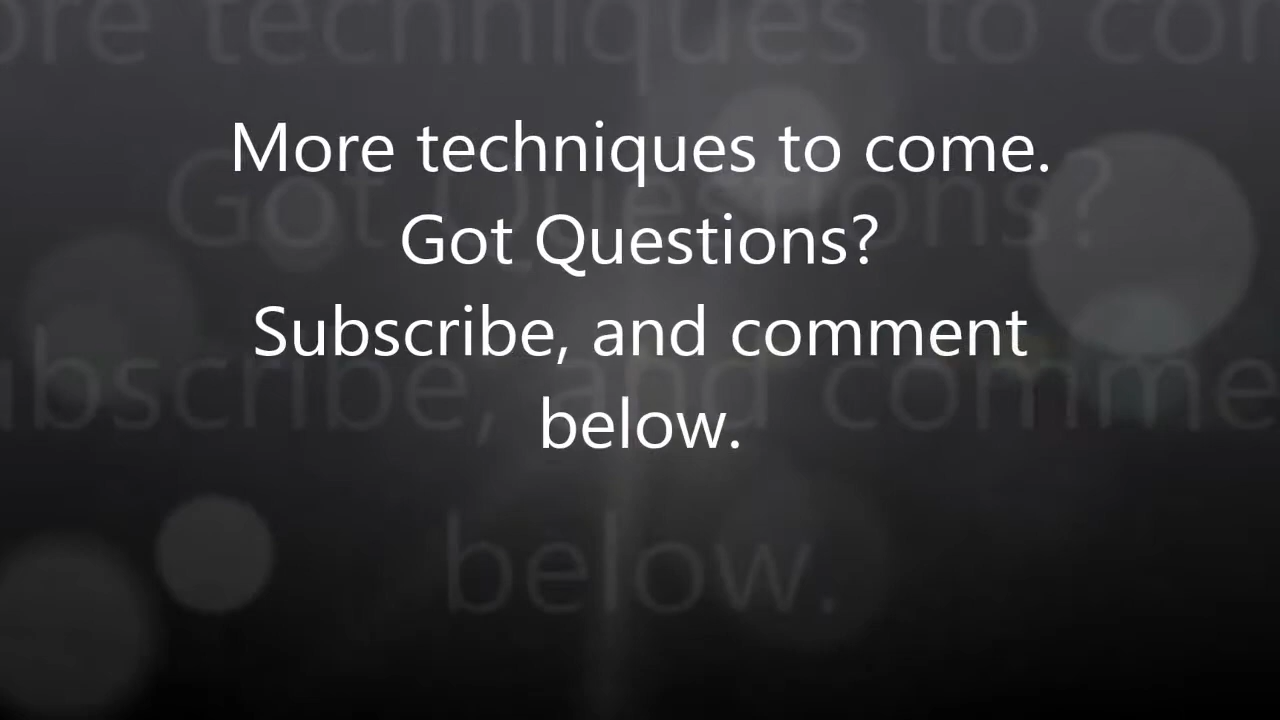 More techniques to come.
Got Questions?
Subscribe, and comment
below.